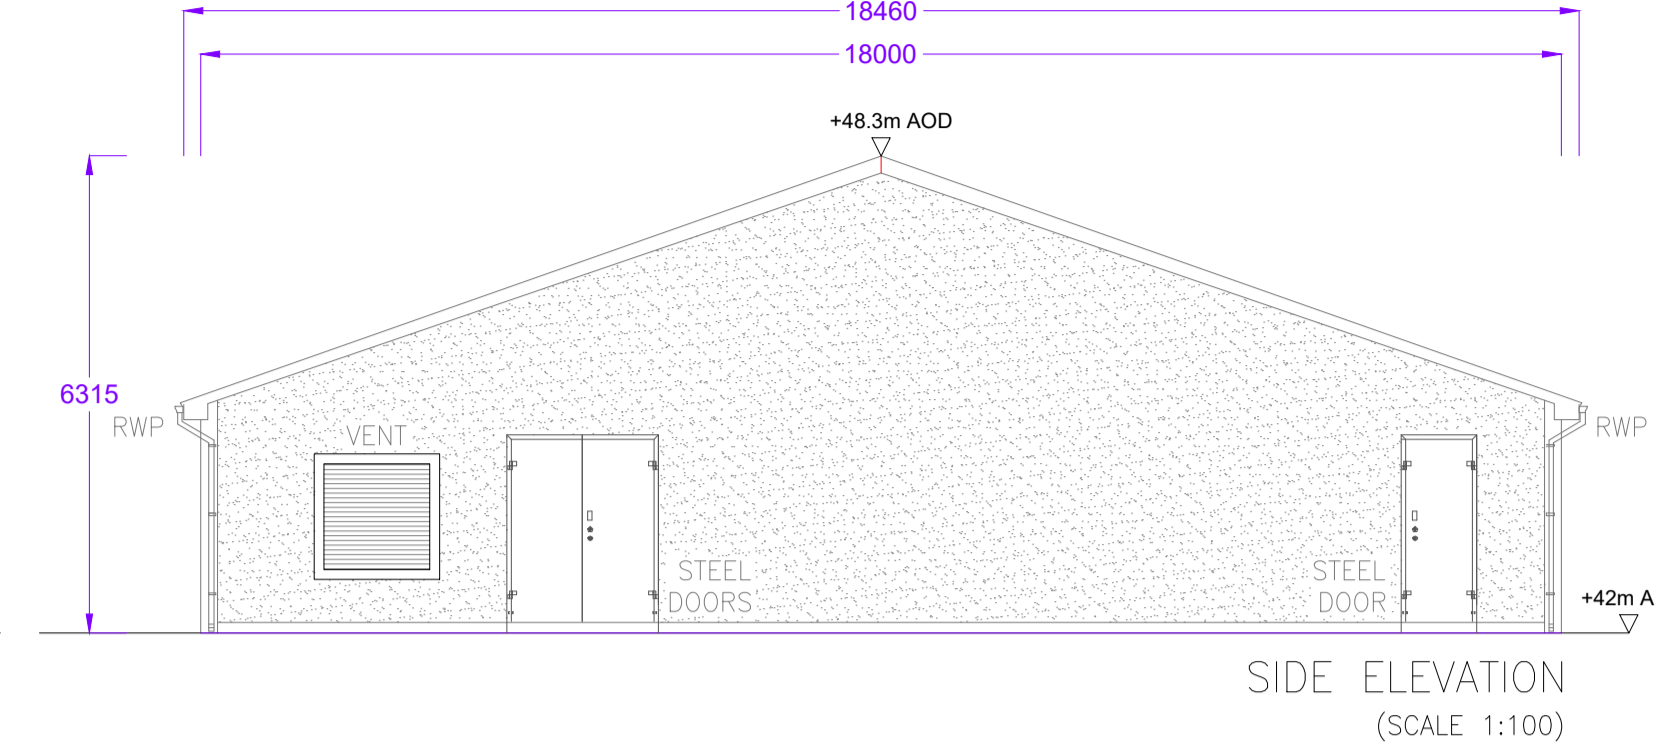 18460
18000
+48.3m AOD
6315
RWP
RWP
VENT
STEEL
DOORS
STEEL
DOOR
+42m A
SIDE ELEVATION
(SCALE 1:100)